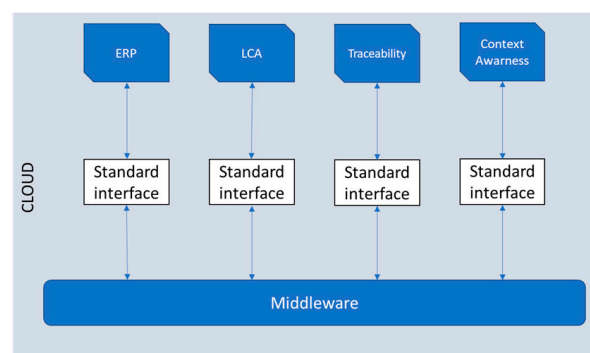 ERP
LCA
Traceability
Context
Awarness
CLOUD
Standard
interface
Standard
interface
Standard
interface
Standard
interface
Middleware